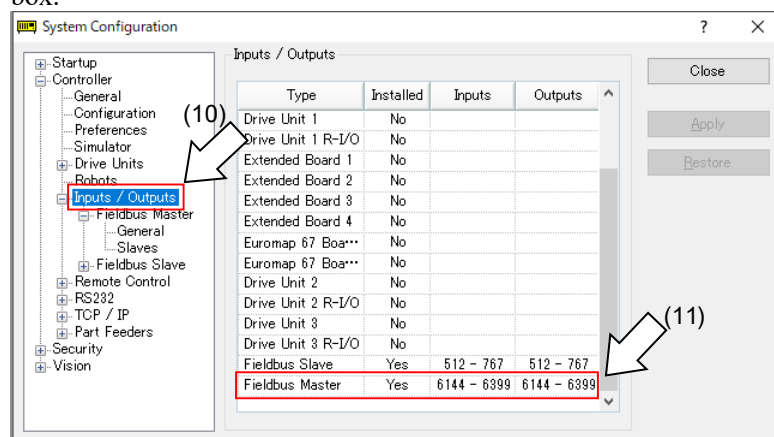 box.
System Configuration ? ×
Startup
Controller
General
Configuration
Preferences
Simulator
Drive Units
Robots
Inputs / Outputs
Fieldbus Master
General
Slaves
Fieldbus Slave
Remote Control
RS232
TCP / IP
Part Feeders
Security
Vision
(10)
Inputs / Outputs
Type Installed Inputs Outputs
Drive Unit 1 No
Drive Unit 1 R-I/O No
Extended Board 1 No
Extended Board 2 No
Extended Board 3 No
Extended Board 4 No
Euromap 67 Boa··· No
Euromap 67 Boa··· No
Drive Unit 2 No
Drive Unit 2 R-I/O No
Drive Unit 3 No
Drive Unit 3 R-I/O No
Fieldbus Slave Yes 512 - 767 512 - 767
Fieldbus Master Yes 6144 - 6399 6144 - 6399
(11)
Close
Apply
Restore